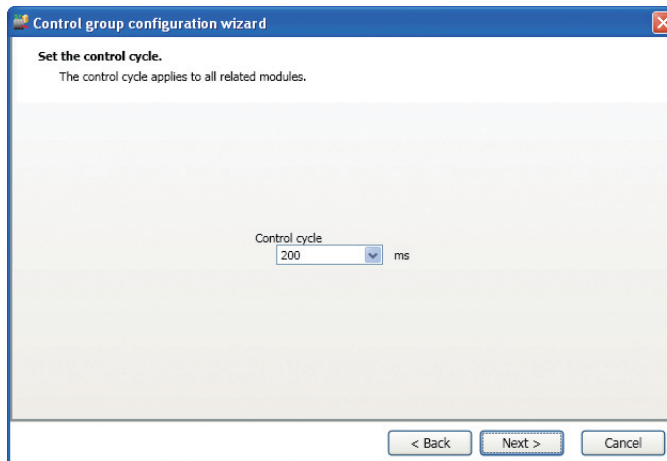 Control group configuration wizard
Set the control cycle.
The control cycle applies to all related modules.
Control cycle
200 ms
< Back Next > Cancel